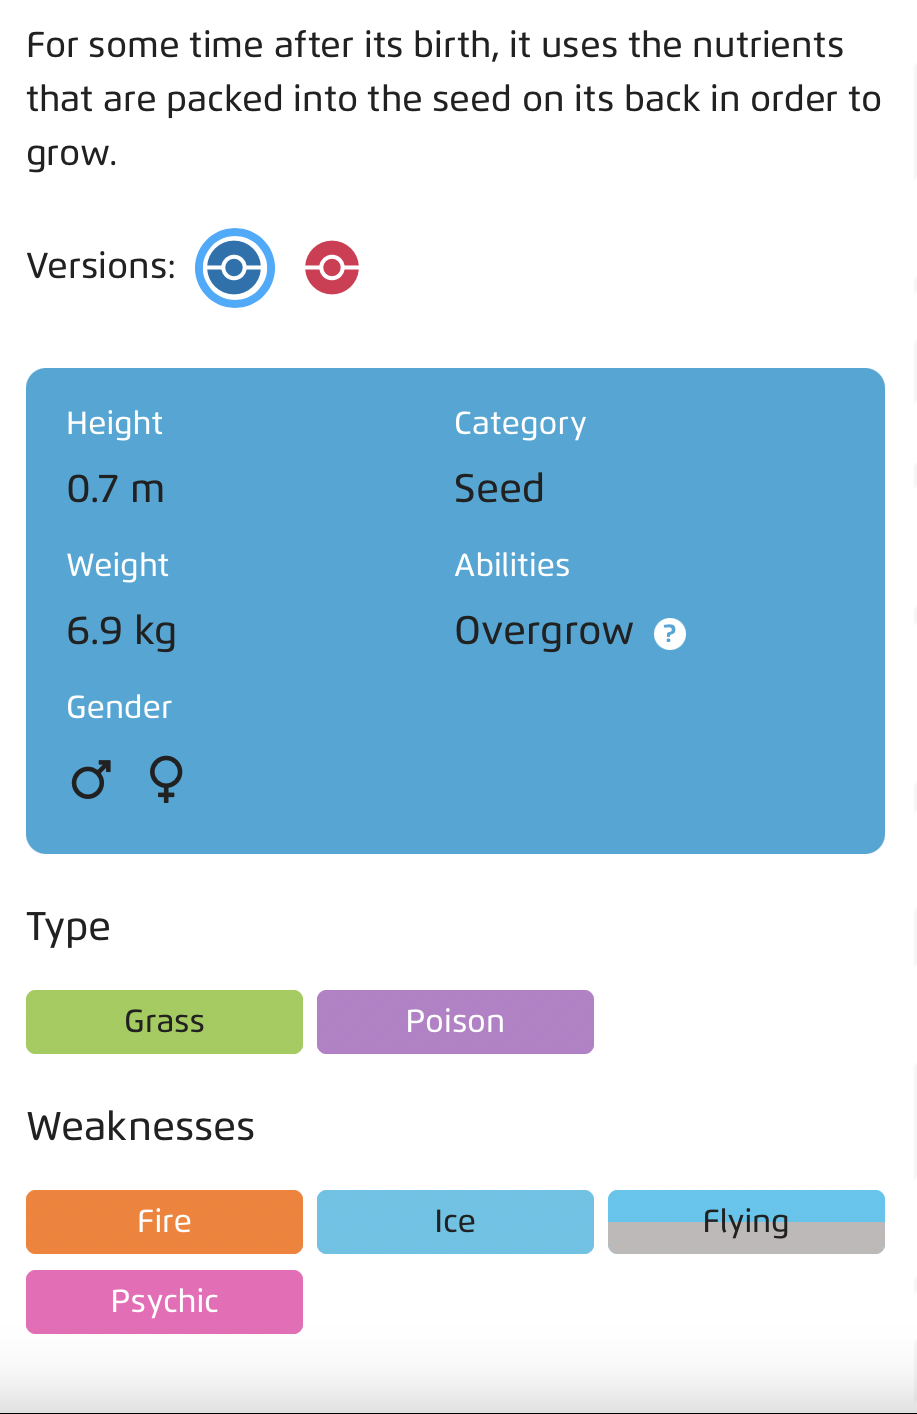 For some time after its birth, it uses the nutrients
that are packed into the seed on its back in order to
grow.
Versions:
Height
0.7 m
Weight
6.9 kg
Gender
♂ ♀
Category
Seed
Abilities
Overgrow ?
Type
Grass Poison
Weaknesses
Fire Ice Flying
Psychic